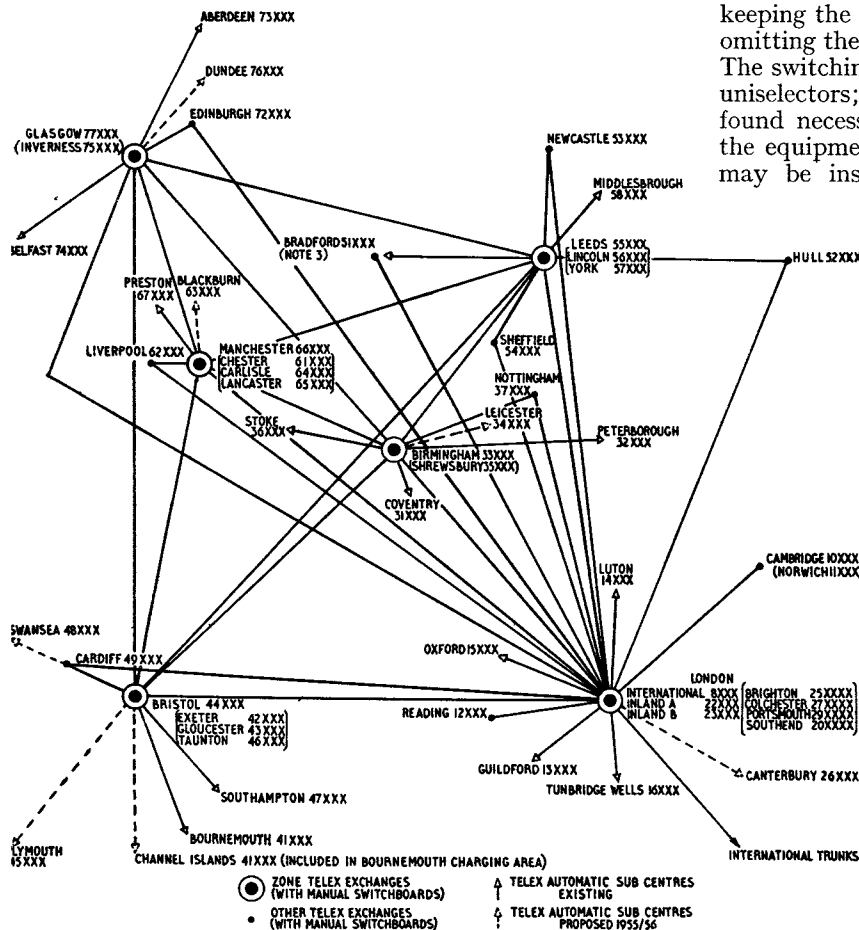 ABERDEEN 73XXX
DUNDEE 76XXX
EDINBURGH 72XXX
GLASGOW 77XXX
(INVERNESS 75XXX)
BELFAST 74XXX
keeping the
omitting the
The switchin
uniselectors;
found necess
the equipme
may be ins
NEWCASTLE 53XXX
MIDDLESBROUGH
58XXX
BRADFORD 51XXX
(NOTE 3)
LEEDS 55XXX
LINCOLN 56XXX
YORK 57XXX
HULL 52XXX
PRESTON
67XXX
BLACKBURN
63XXX
LIVERPOOL 62XXX
MANCHESTER 66XXX
CHESTER 61XXX
CARLISLE 64XXX
LANCASTER 65XXX
SHEFFIELD
54XXX
NOTTINGHAM
37XXX
LEICESTER
34XXX
STOKE
36XXX
PETERBOROUGH
32XXX
BIRMINGHAM 33XXX
(SHREWSBURY 35XXX)
COVENTRY
31XXX
LUTON
14XXX
CAMBRIDGE 10XXX
(NORWICH 11XXX
SWANSEA 48XXX
CARDIFF 49XXX
OXFORD 15XXX
READING 12XXX
BRISTOL 44XXX
EXETER 42XXX
GLOUCESTER 43XXX
TAUNTON 46XXX
LONDON
INTERNATIONAL 8XXX
INLAND A 22XXX
INLAND B 23XXX
BRIGHTON 25XXXX
COLCHESTER 27XXXX
PORTSMOUTH 29XXXX
SOUTHEND 20XXXX
GUILDFORD 13XXX
TUNBRIDGE WELLS 16XXX
CANTERBURY 26XXX
SOUTHAMPTON 47XXX
BOURNEMOUTH 41XXX
LYMOUTH
45XXX
CHANNEL ISLANDS 41XXX (INCLUDED IN BOURNEMOUTH CHARGING AREA)
INTERNATIONAL TRUNKS
ZONE TELEX EXCHANGES
(WITH MANUAL SWITCHBOARDS)
TELEX AUTOMATIC SUB CENTRES
EXISTING
OTHER TELEX EXCHANGES
(WITH MANUAL SWITCHBOARDS)
TELEX AUTOMATIC SUB CENTRES
PROPOSED 1955/56